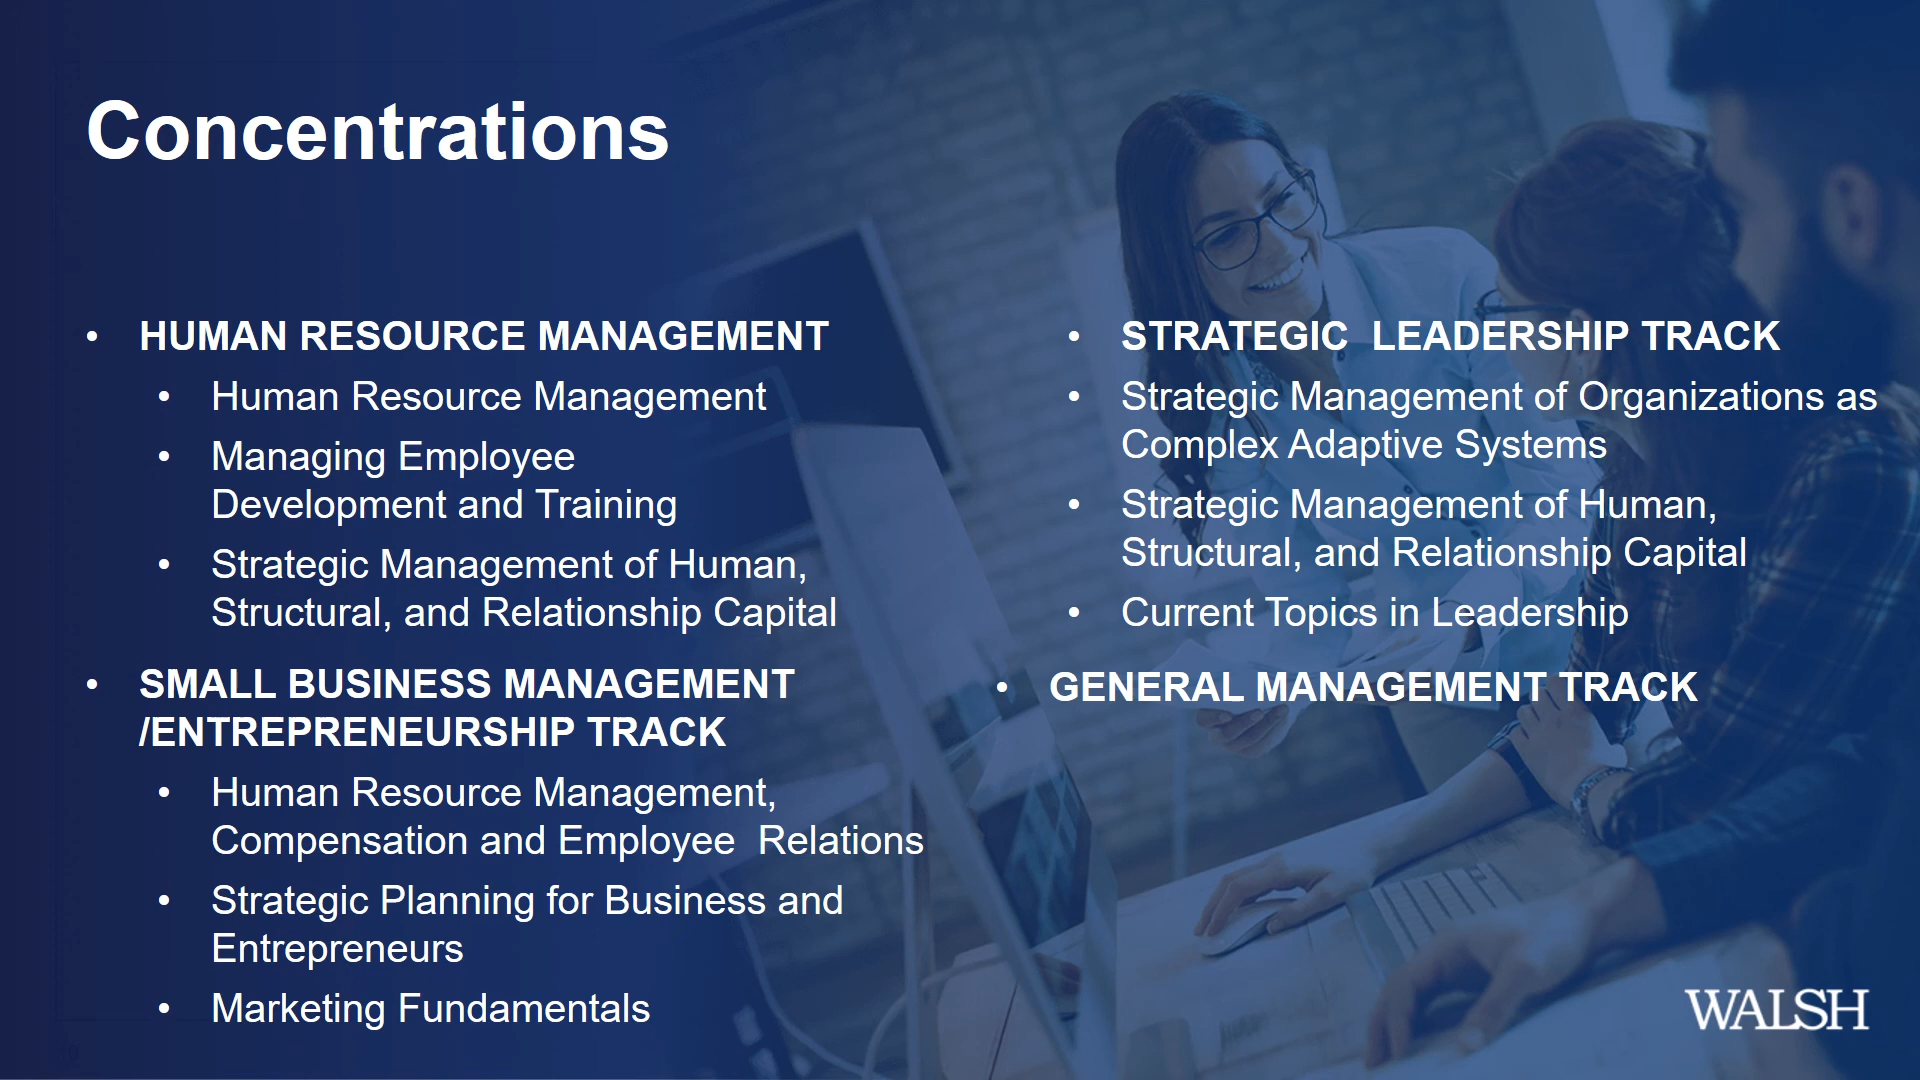 Concentrations
• HUMAN RESOURCE MANAGEMENT
• Human Resource Management
• Managing Employee
Development and Training
• Strategic Management of Human,
Structural, and Relationship Capital
• SMALL BUSINESS MANAGEMENT
/ENTREPRENEURSHIP TRACK
• Human Resource Management,
Compensation and Employee  Relations
• Strategic Planning for Business and
Entrepreneurs
• Marketing Fundamentals
• STRATEGIC  LEADERSHIP TRACK
• Strategic Management of Organizations as
Complex Adaptive Systems
• Strategic Management of Human,
Structural, and Relationship Capital
• Current Topics in Leadership
• GENERAL MANAGEMENT TRACK
WALSH